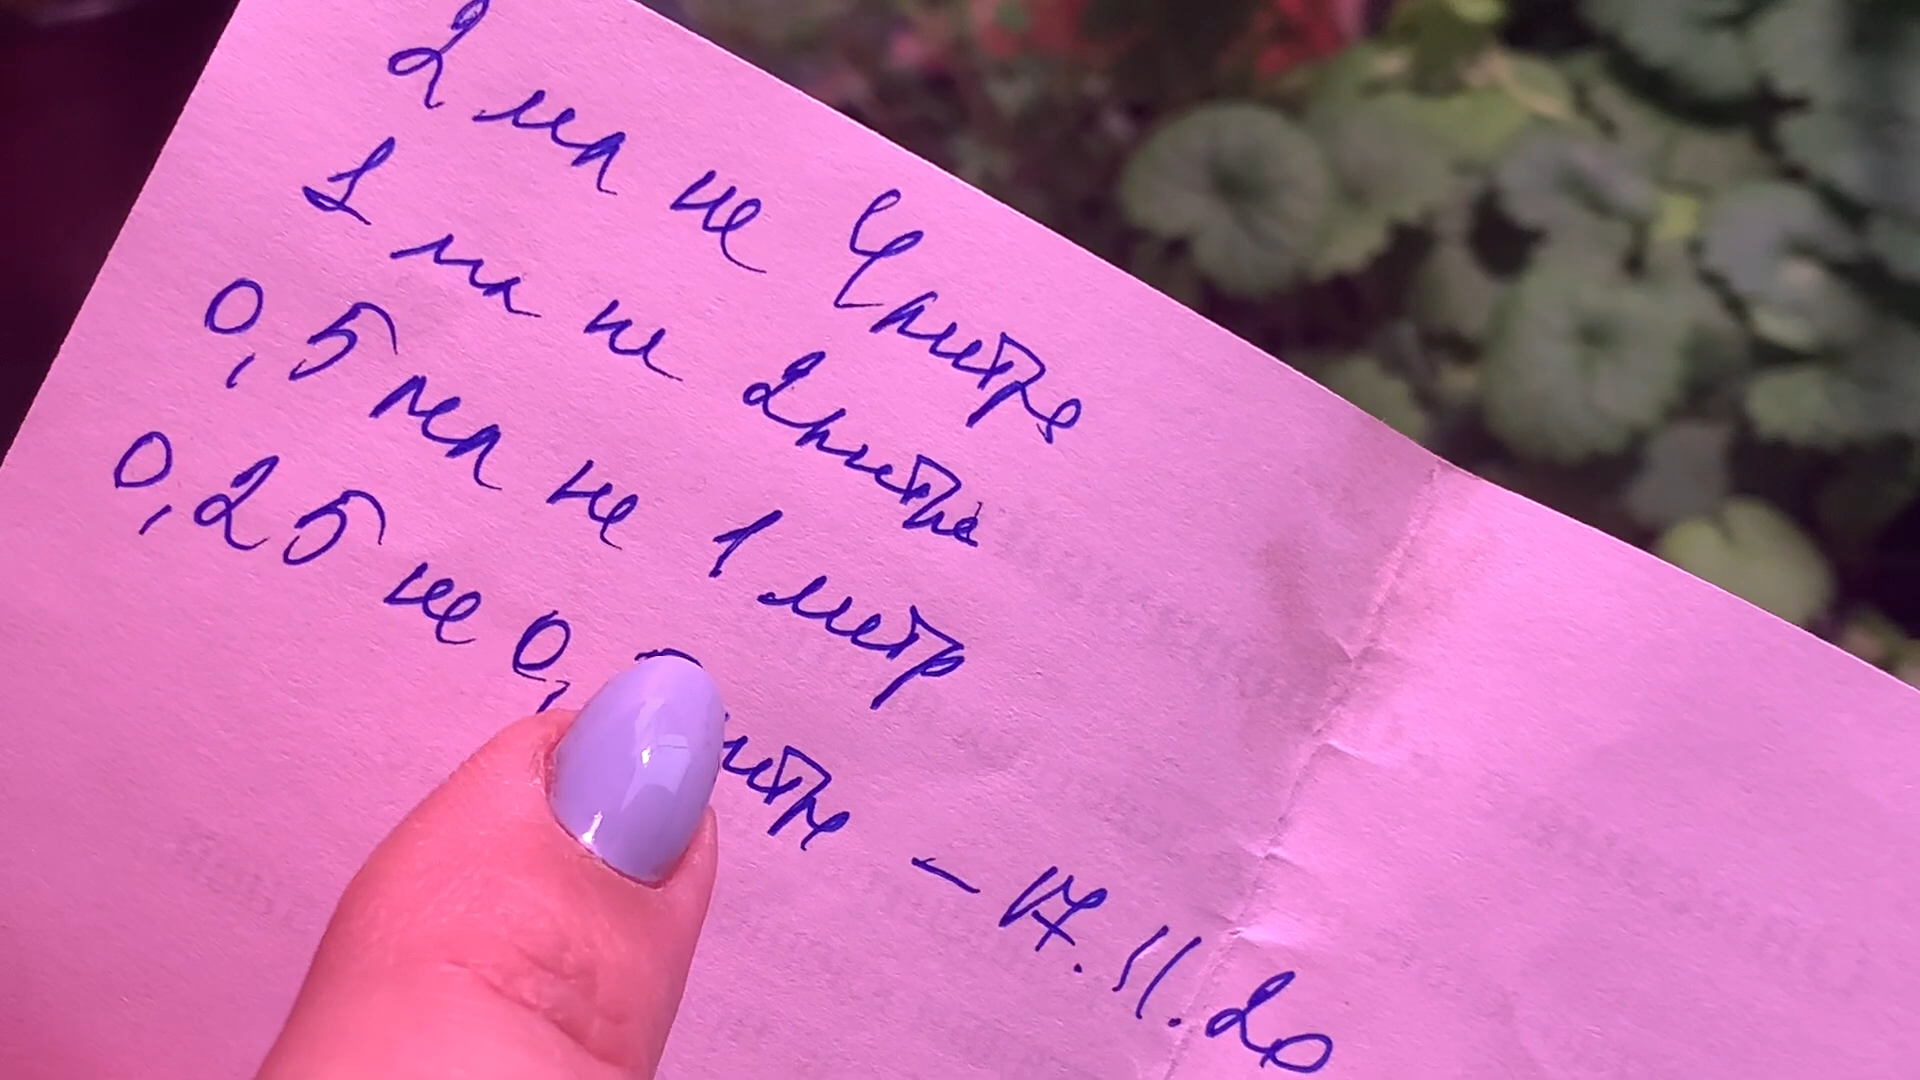 2 мл на 4 литра
1 мл на 2 литра
0,5 мл на 1 литр
0,25 на 0, литра - 17.11.20